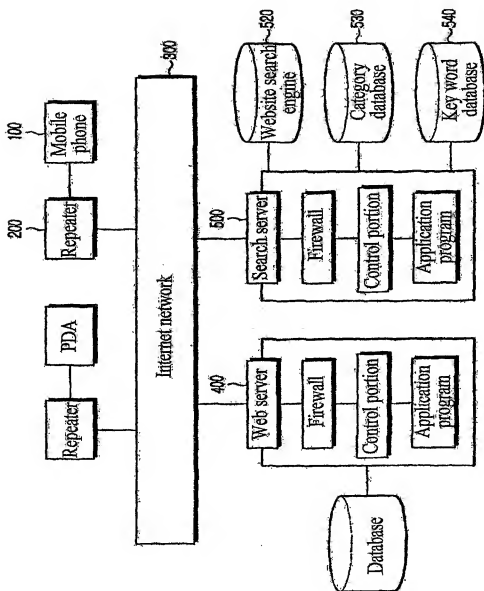 100
Mobile
phone
200
Repeater
PDA
Repeater
300
Internet network
500
Search server
Firewall
Control portion
Application
program
520
Website search
engine
530
Category
database
540
Key word
database
400
Web server
Firewall
Control portion
Application
program
Database